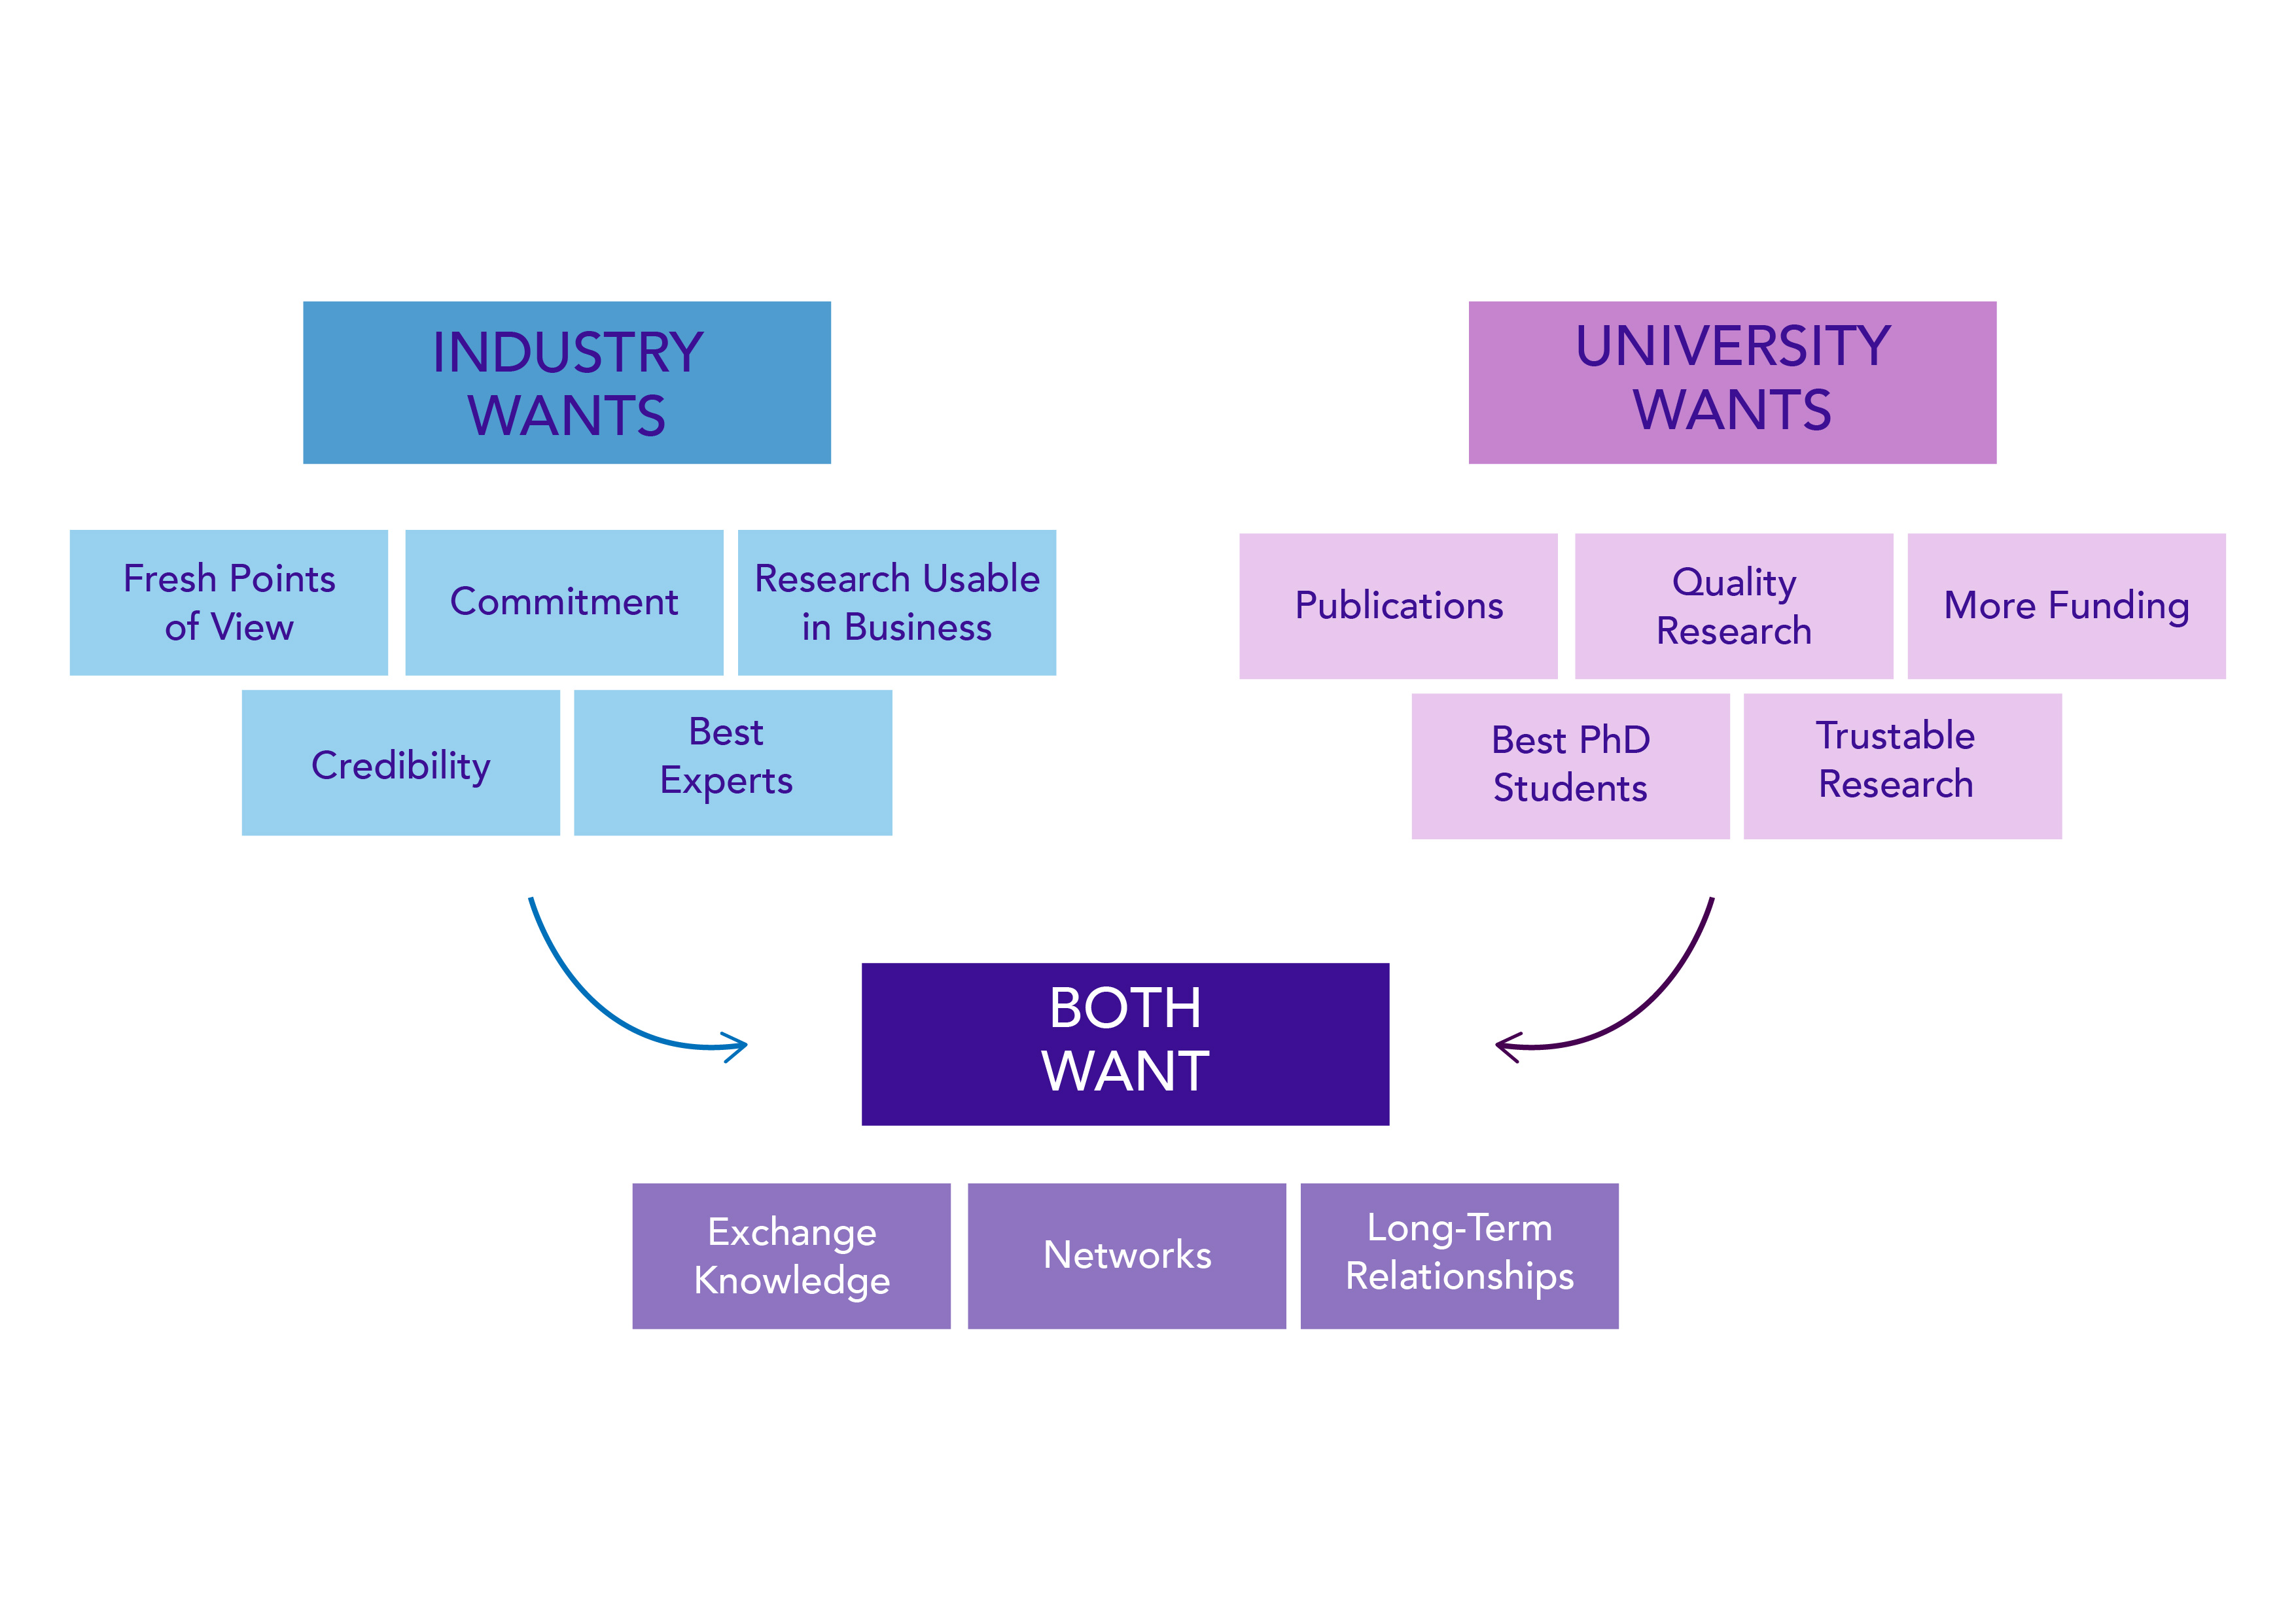 INDUSTRY
WANTS
Fresh Points
of View
Commitment
Research Usable
in Business
Credibility
Best
Experts
UNIVERSITY
WANTS
Publications
Quality
Research
More Funding
Best PhD
Students
Trustable
Research
BOTH
WANT
Exchange
Knowledge
Networks
Long-Term
Relationships